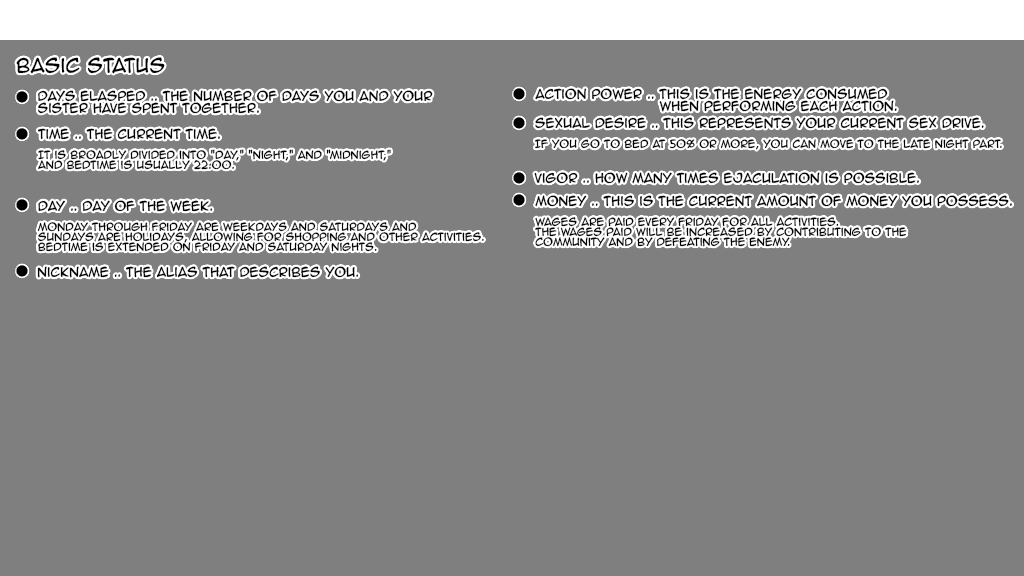 BASIC STATUS
● DAYS ELASPED .. THE NUMBER OF DAYS YOU AND YOUR
SISTER HAVE SPENT TOGETHER.
● TIME .. THE CURRENT TIME.
IT IS BROADLY DIVIDED INTO "DAY," "NIGHT," AND "MIDNIGHT,"
AND BEDTIME IS USUALLY 22:00.
● DAY .. DAY OF THE WEEK.
MONDAY THROUGH FRIDAY ARE WEEKDAYS AND SATURDAYS AND
SUNDAYS ARE HOLIDAYS, ALLOWING FOR SHOPPING AND OTHER ACTIVITIES.
BEDTIME IS EXTENDED ON FRIDAY AND SATURDAY NIGHTS.
● NICKNAME .. THE ALIAS THAT DESCRIBES YOU.
● ACTION POWER .. THIS IS THE ENERGY CONSUMED
WHEN PERFORMING EACH ACTION.
● SEXUAL DESIRE .. THIS REPRESENTS YOUR CURRENT SEX DRIVE.
IF YOU GO TO BED AT 50% OR MORE, YOU CAN MOVE TO THE LATE NIGHT PART.
● VIGOR .. HOW MANY TIMES EJACULATION IS POSSIBLE.
● MONEY .. THIS IS THE CURRENT AMOUNT OF MONEY YOU POSSESS.
WAGES ARE PAID EVERY FRIDAY FOR ALL ACTIVITIES.
THE WAGES PAID WILL BE INCREASED BY CONTRIBUTING TO THE
COMMUNITY AND BY DEFEATING THE ENEMY.